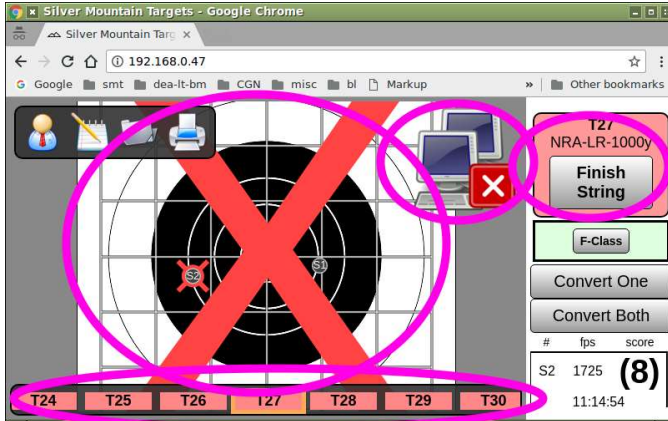 Silver Mountain Targets - Google Chrome
Silver Mountain Targ
192.168.0.47
Google smt dea-lt-bm CGN misc bl Markup » Other bookmarks
T27
NRA-LR-1000y
Finish
String
F-Class
S2 S1
Convert One
Convert Both
# fps score
S2 1725 (8)
11:14:54
T24 T25 T26 T27 T28 T29 T30